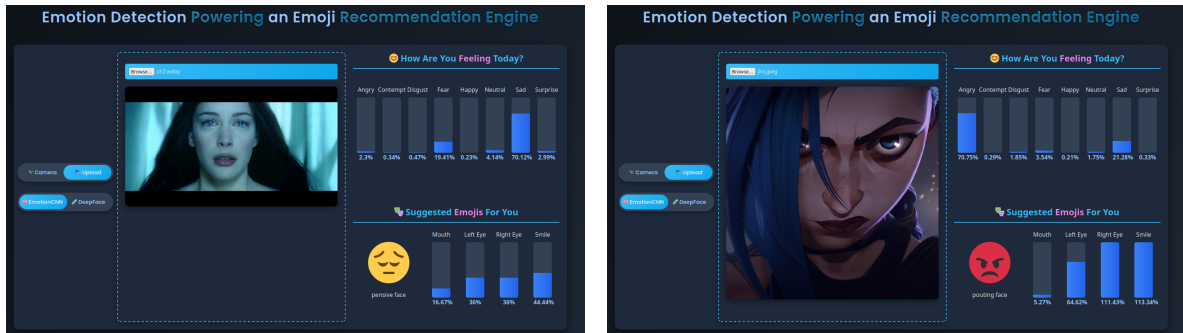 Emotion Detection Powering an Emoji Recommendation Engine
Browse... ch2.webp
Camera Upload
EmotionCNN DeepFace
😊 How Are You Feeling Today?
Angry Contempt Disgust Fear Happy Neutral Sad Surprise
2.3% 0.34% 0.47% 19.41% 0.23% 4.14% 70.12% 2.99%
🎭 Suggested Emojis For You
Mouth Left Eye Right Eye Smile
pensive face
16.67% 36% 36% 44.44%
Emotion Detection Powering an Emoji Recommendation Engine
Browse...
Camera Upload
EmotionCNN DeepFace
😊 How Are You Feeling Today?
Angry Contempt Disgust Fear Happy Neutral Sad Surprise
70.75% 0.29% 1.85% 3.54% 0.21% 1.75% 21.28% 0.33%
🎭 Suggested Emojis For You
Mouth Left Eye Right Eye Smile
pouting face
5.27% 64.62% 111.43% 113.34%